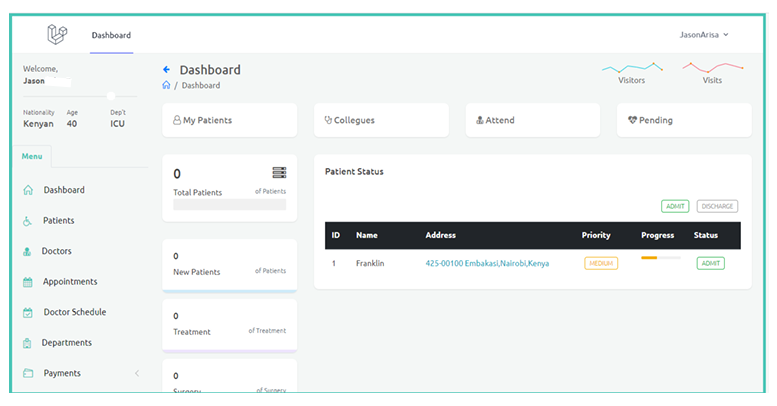 Dashboard
JasonArisa
Welcome,
Jason
Nationality Age Dep't
Kenyan 40 ICU
Menu
Dashboard
Patients
Doctors
Appointments
Doctor Schedule
Departments
Payments
Dashboard
/ Dashboard
Visitors
Visits
My Patients
Collegues
Attend
Pending
0
Total Patients of Patients
0
New Patients of Patients
0
Treatment of Treatment
0
Surgery of Surgery
Patient Status
ADMIT DISCHARGE
ID Name Address Priority Progress Status
1 Franklin 425-00100 Embakasi,Nairobi,Kenya MEDIUM ADMIT